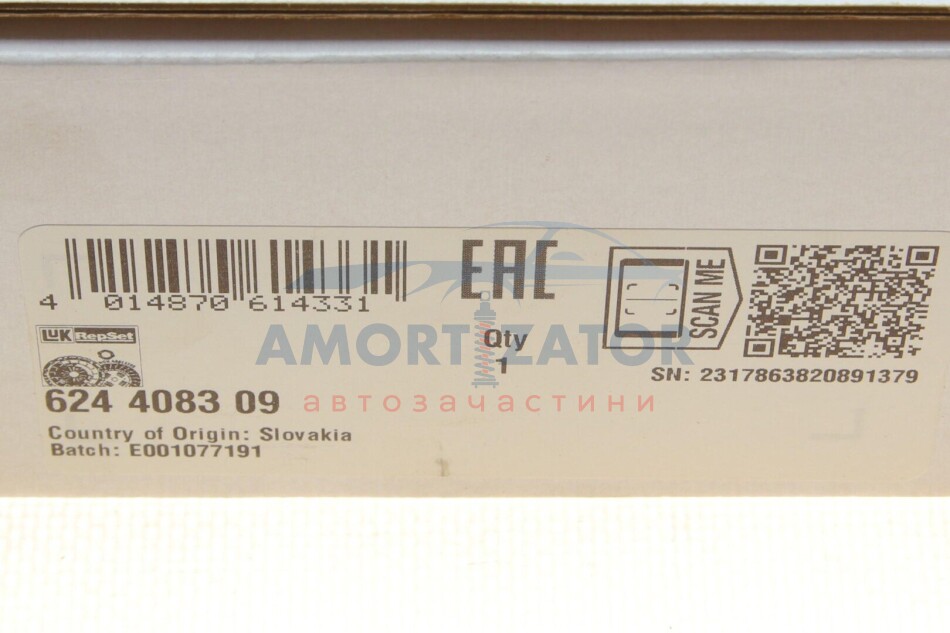 4 014870 614331
EAC
SCAN ME
LuK RepSet
Qty
1
AMORTIZATOR
автозапчастини
SN: 2317863820891379
624 4083 09
Country of Origin: Slovakia
Batch: E001077191